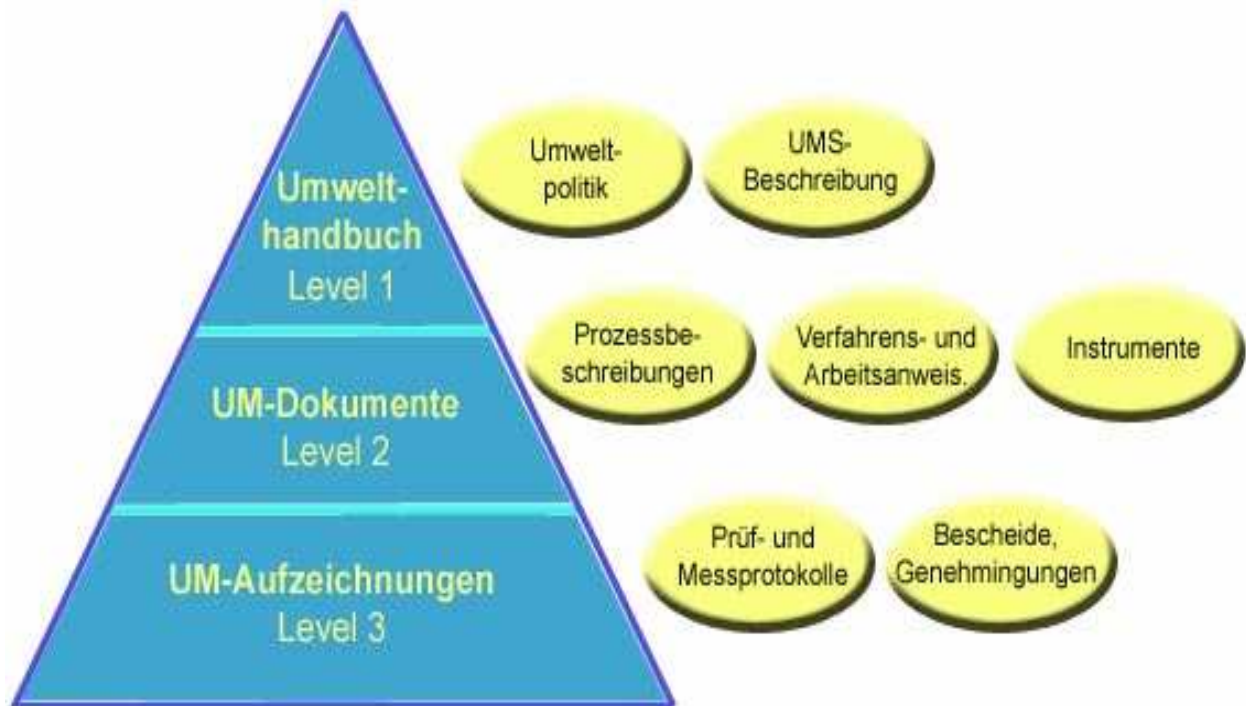 Umwelt-
handbuch
Level 1
Umwelt-
politik
UMS-
Beschreibung
UM-Dokumente
Level 2
Prozessbe-
schreibungen
Verfahrens- und
Arbeitsanweis.
Instrumente
UM-Aufzeichnungen
Level 3
Prüf- und
Messprotokolle
Bescheide,
Genehmingungen